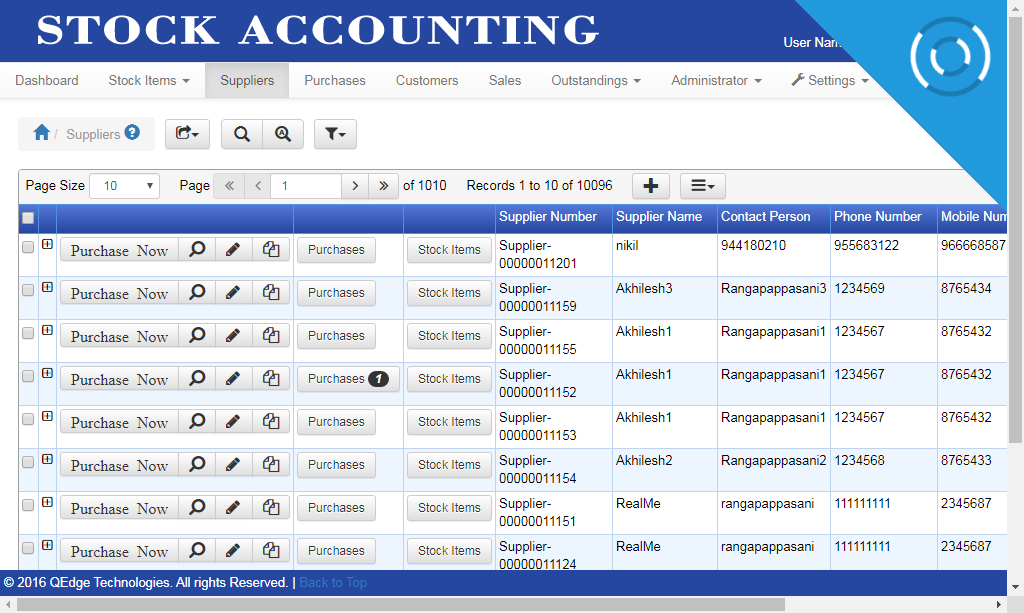 STOCK ACCOUNTING
User Nam
Dashboard Stock Items Suppliers Purchases Customers Sales Outstandings Administrator Settings
/ Suppliers
Page Size 10 Page 1 of 1010 Records 1 to 10 of 10096
Supplier Number Supplier Name Contact Person Phone Number Mobile Num
Purchase Now Purchases Stock Items Supplier- nikil 944180210 955683122 966668587
00000011201
Purchase Now Purchases Stock Items Supplier- Akhilesh3 Rangapappasani3 1234569 8765434
00000011159
Purchase Now Purchases Stock Items Supplier- Akhilesh1 Rangapappasani1 1234567 8765432
00000011155
Purchase Now Purchases 1 Stock Items Supplier- Akhilesh1 Rangapappasani1 1234567 8765432
00000011152
Purchase Now Purchases Stock Items Supplier- Akhilesh1 Rangapappasani1 1234567 8765432
00000011153
Purchase Now Purchases Stock Items Supplier- Akhilesh2 Rangapappasani2 1234568 8765433
00000011154
Purchase Now Purchases Stock Items Supplier- RealMe rangapappasani 111111111 2345687
00000011151
Purchase Now Purchases Stock Items Supplier- RealMe rangapappasani 111111111 2345687
00000011124
© 2016 QEdge Technologies. All rights Reserved. | Back to Top